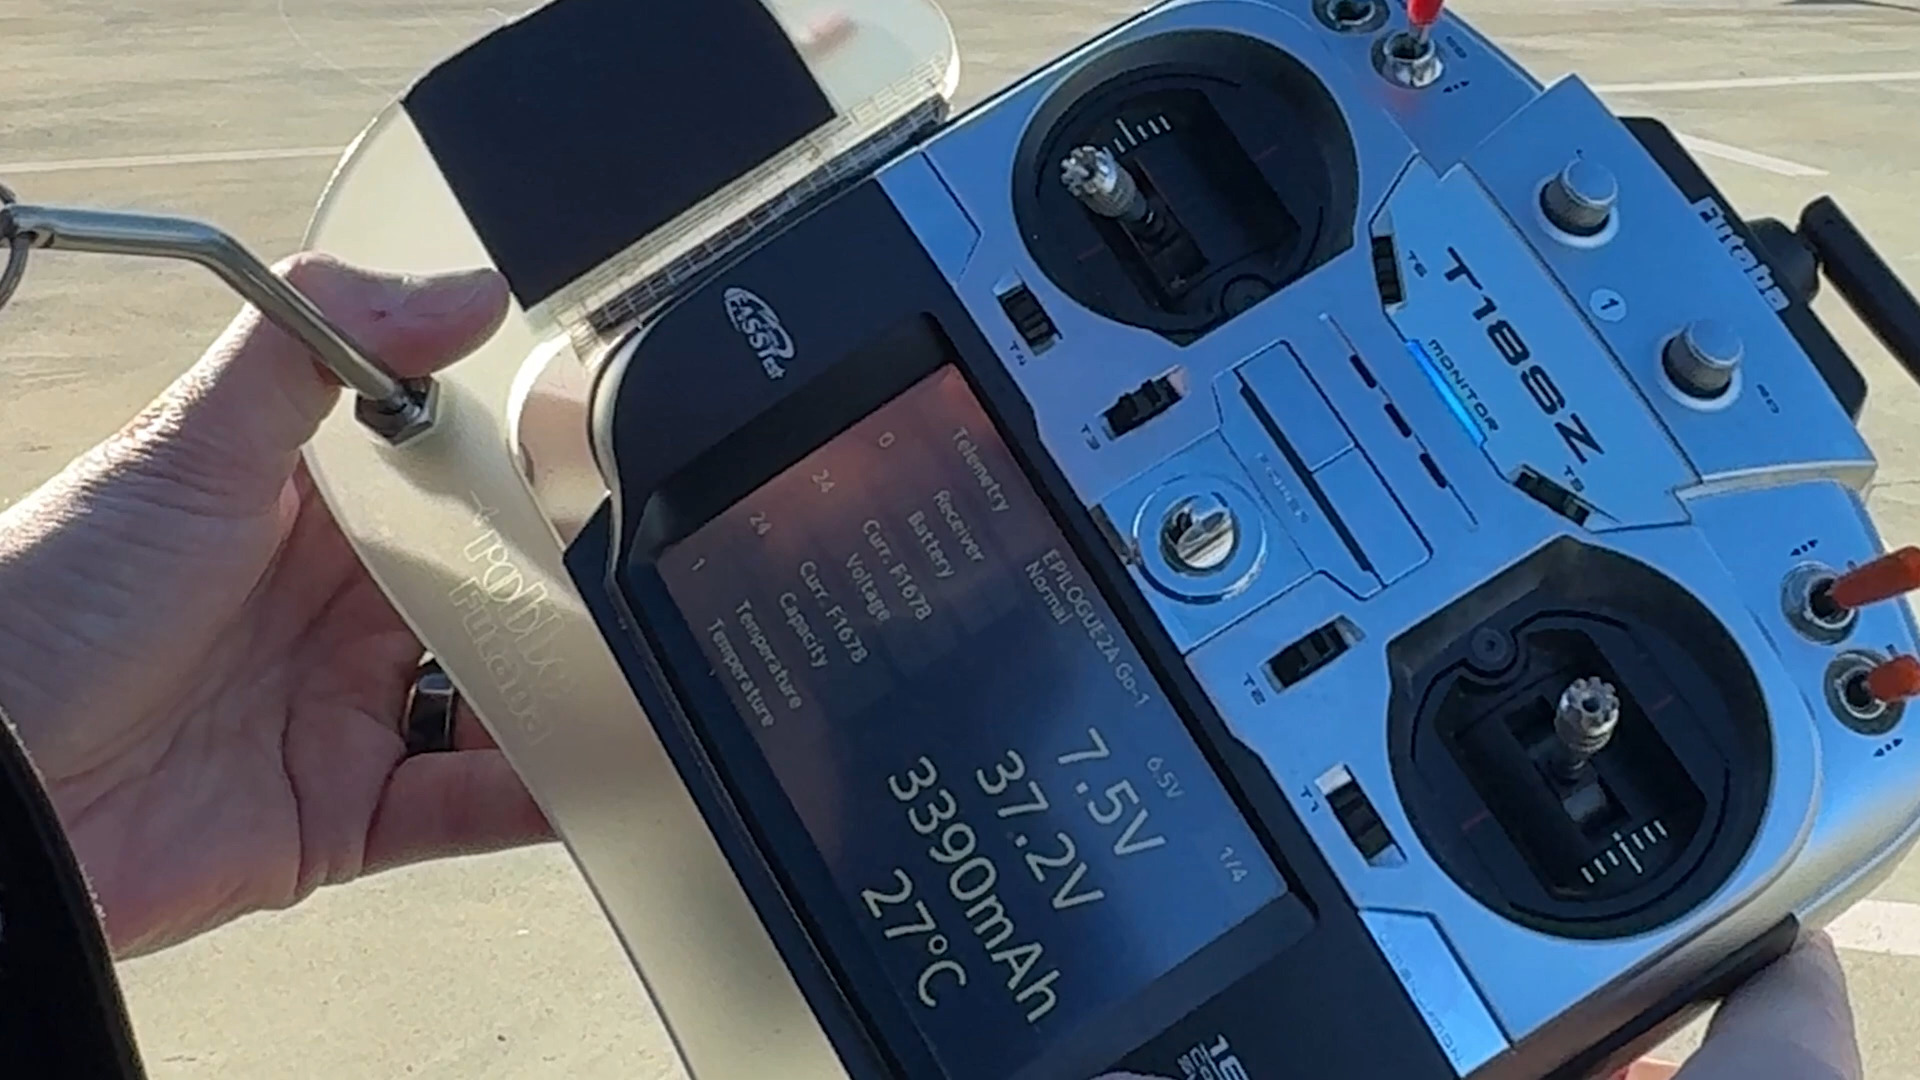 Futaba
T18SZ
MONITOR
1
T6
T5
T4
T3
T2
T1
FASSTest
EPILOGUE2A Go-1
Normal
1/4
Telemetry
6.5V
0
Receiver
Battery
7.5V
24
Curr. F1678
Voltage
37.2V
24
Curr. F1678
Capacity
3390mAh
1
Temperature
Temperature
27°C
Futaba